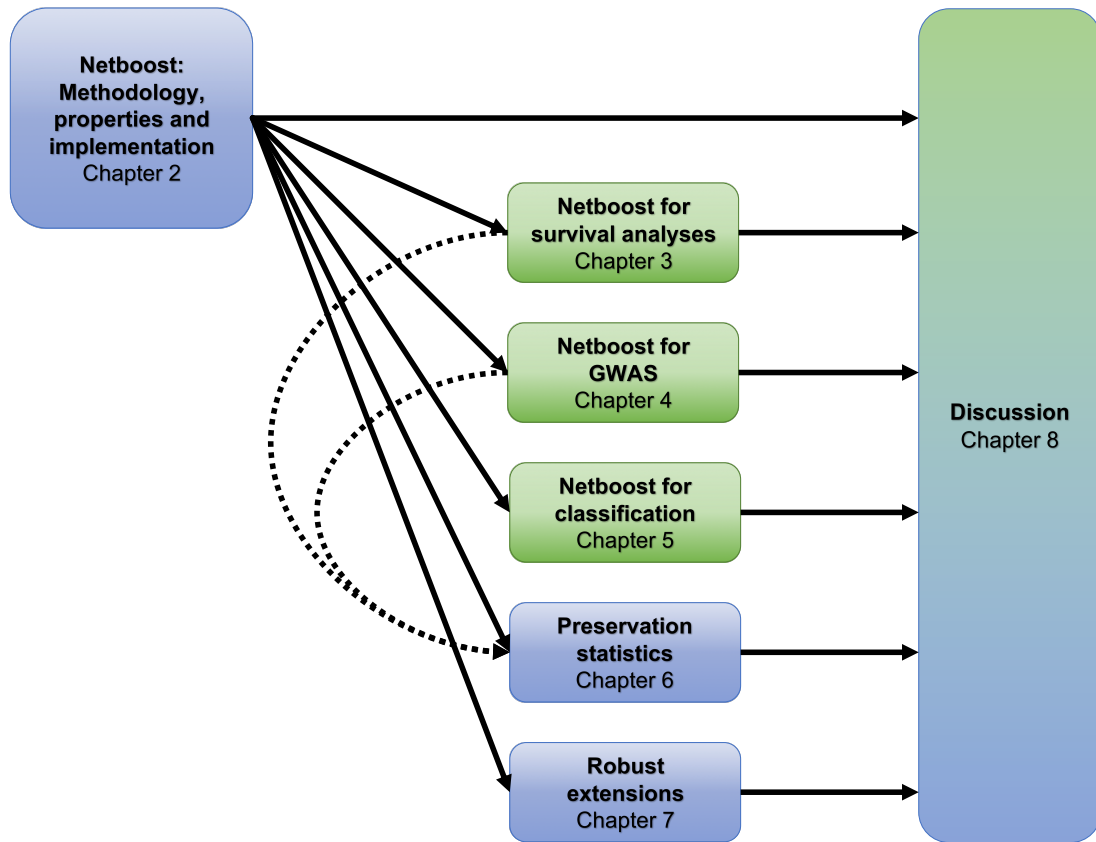 Netboost:
Methodology,
properties and
implementation
Chapter 2
Netboost for
survival analyses
Chapter 3
Netboost for
GWAS
Chapter 4
Netboost for
classification
Chapter 5
Preservation
statistics
Chapter 6
Robust
extensions
Chapter 7
Discussion
Chapter 8